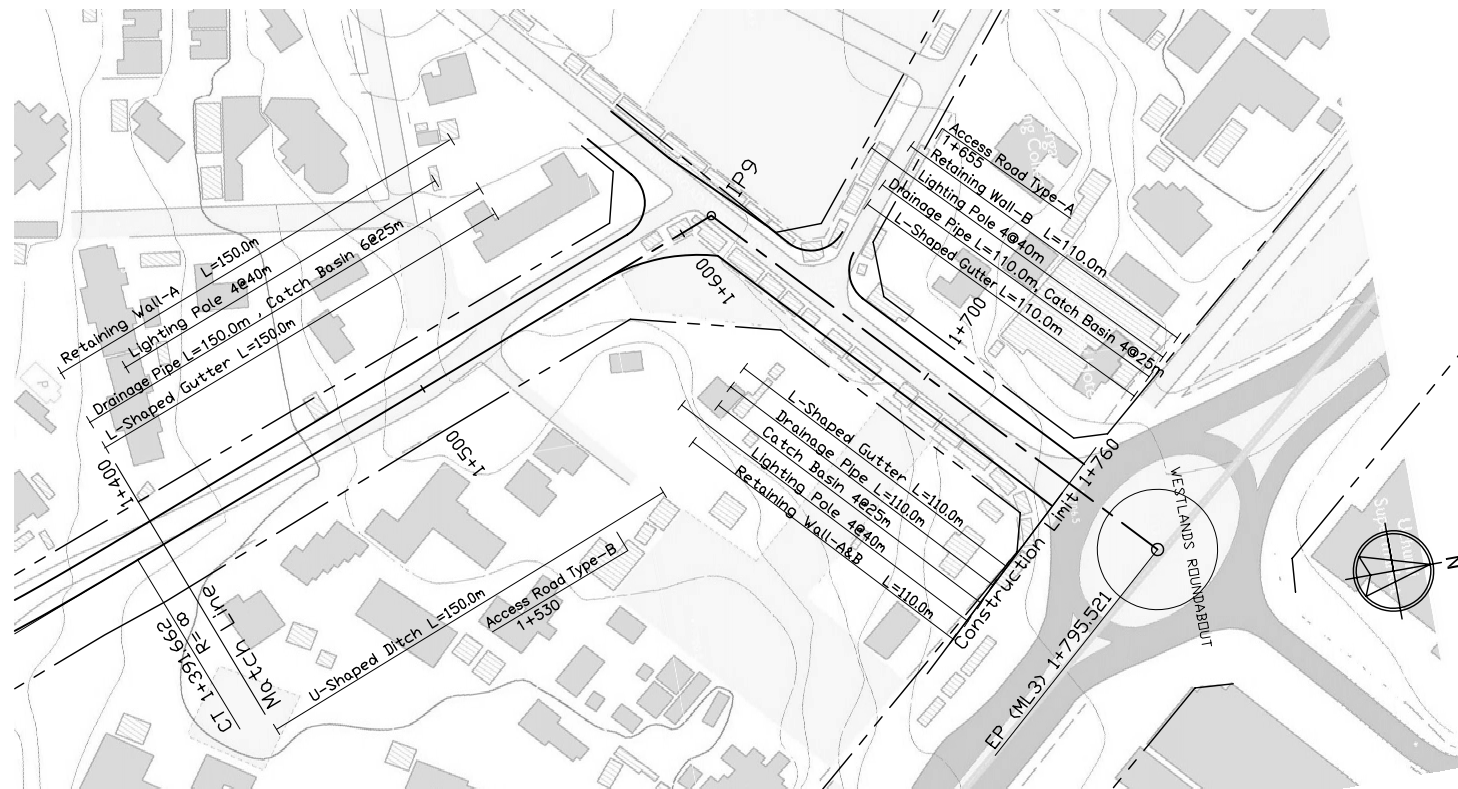 Retaining Wall-A L=150.0m
Lighting Pole 4@40m
Drainage Pipe L=150.0m , Catch Basin 6@25m
L-Shaped Gutter L=150.0m
IP9
Access Road Type-A
1+655
Retaining Wall-B L=110.0m
Lighting Pole 4@40m
Drainage Pipe L=110.0m, Catch Basin 4@25m
L-Shaped Gutter L=110.0m
1+600
1+700
P
1+400
1+500
L-Shaped Gutter L=110.0m
Drainage Pipe L=110.0m
Catch Basin 4@25m
Lighting Pole 4@40m
Retaining Wall-A&B L=110.0m
Construction Limit 1+760
WESTLANDS ROUNDABOUT
N
Match Line
CT 1+391.662
R=∞
U-Shaped Ditch L=150.0m
Access Road Type-B
1+530
EP (ML3) 1+795.521